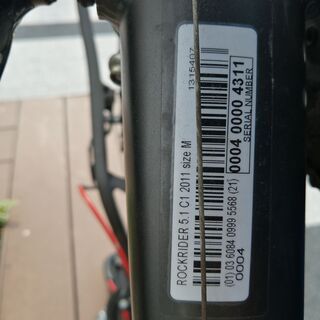 1315407
ROCKRIDER 5.1 C1 2011 size M
(01) 03 6084 0999 5568 (21)
0004
0004 0000 4311
SERIAL NUMBER